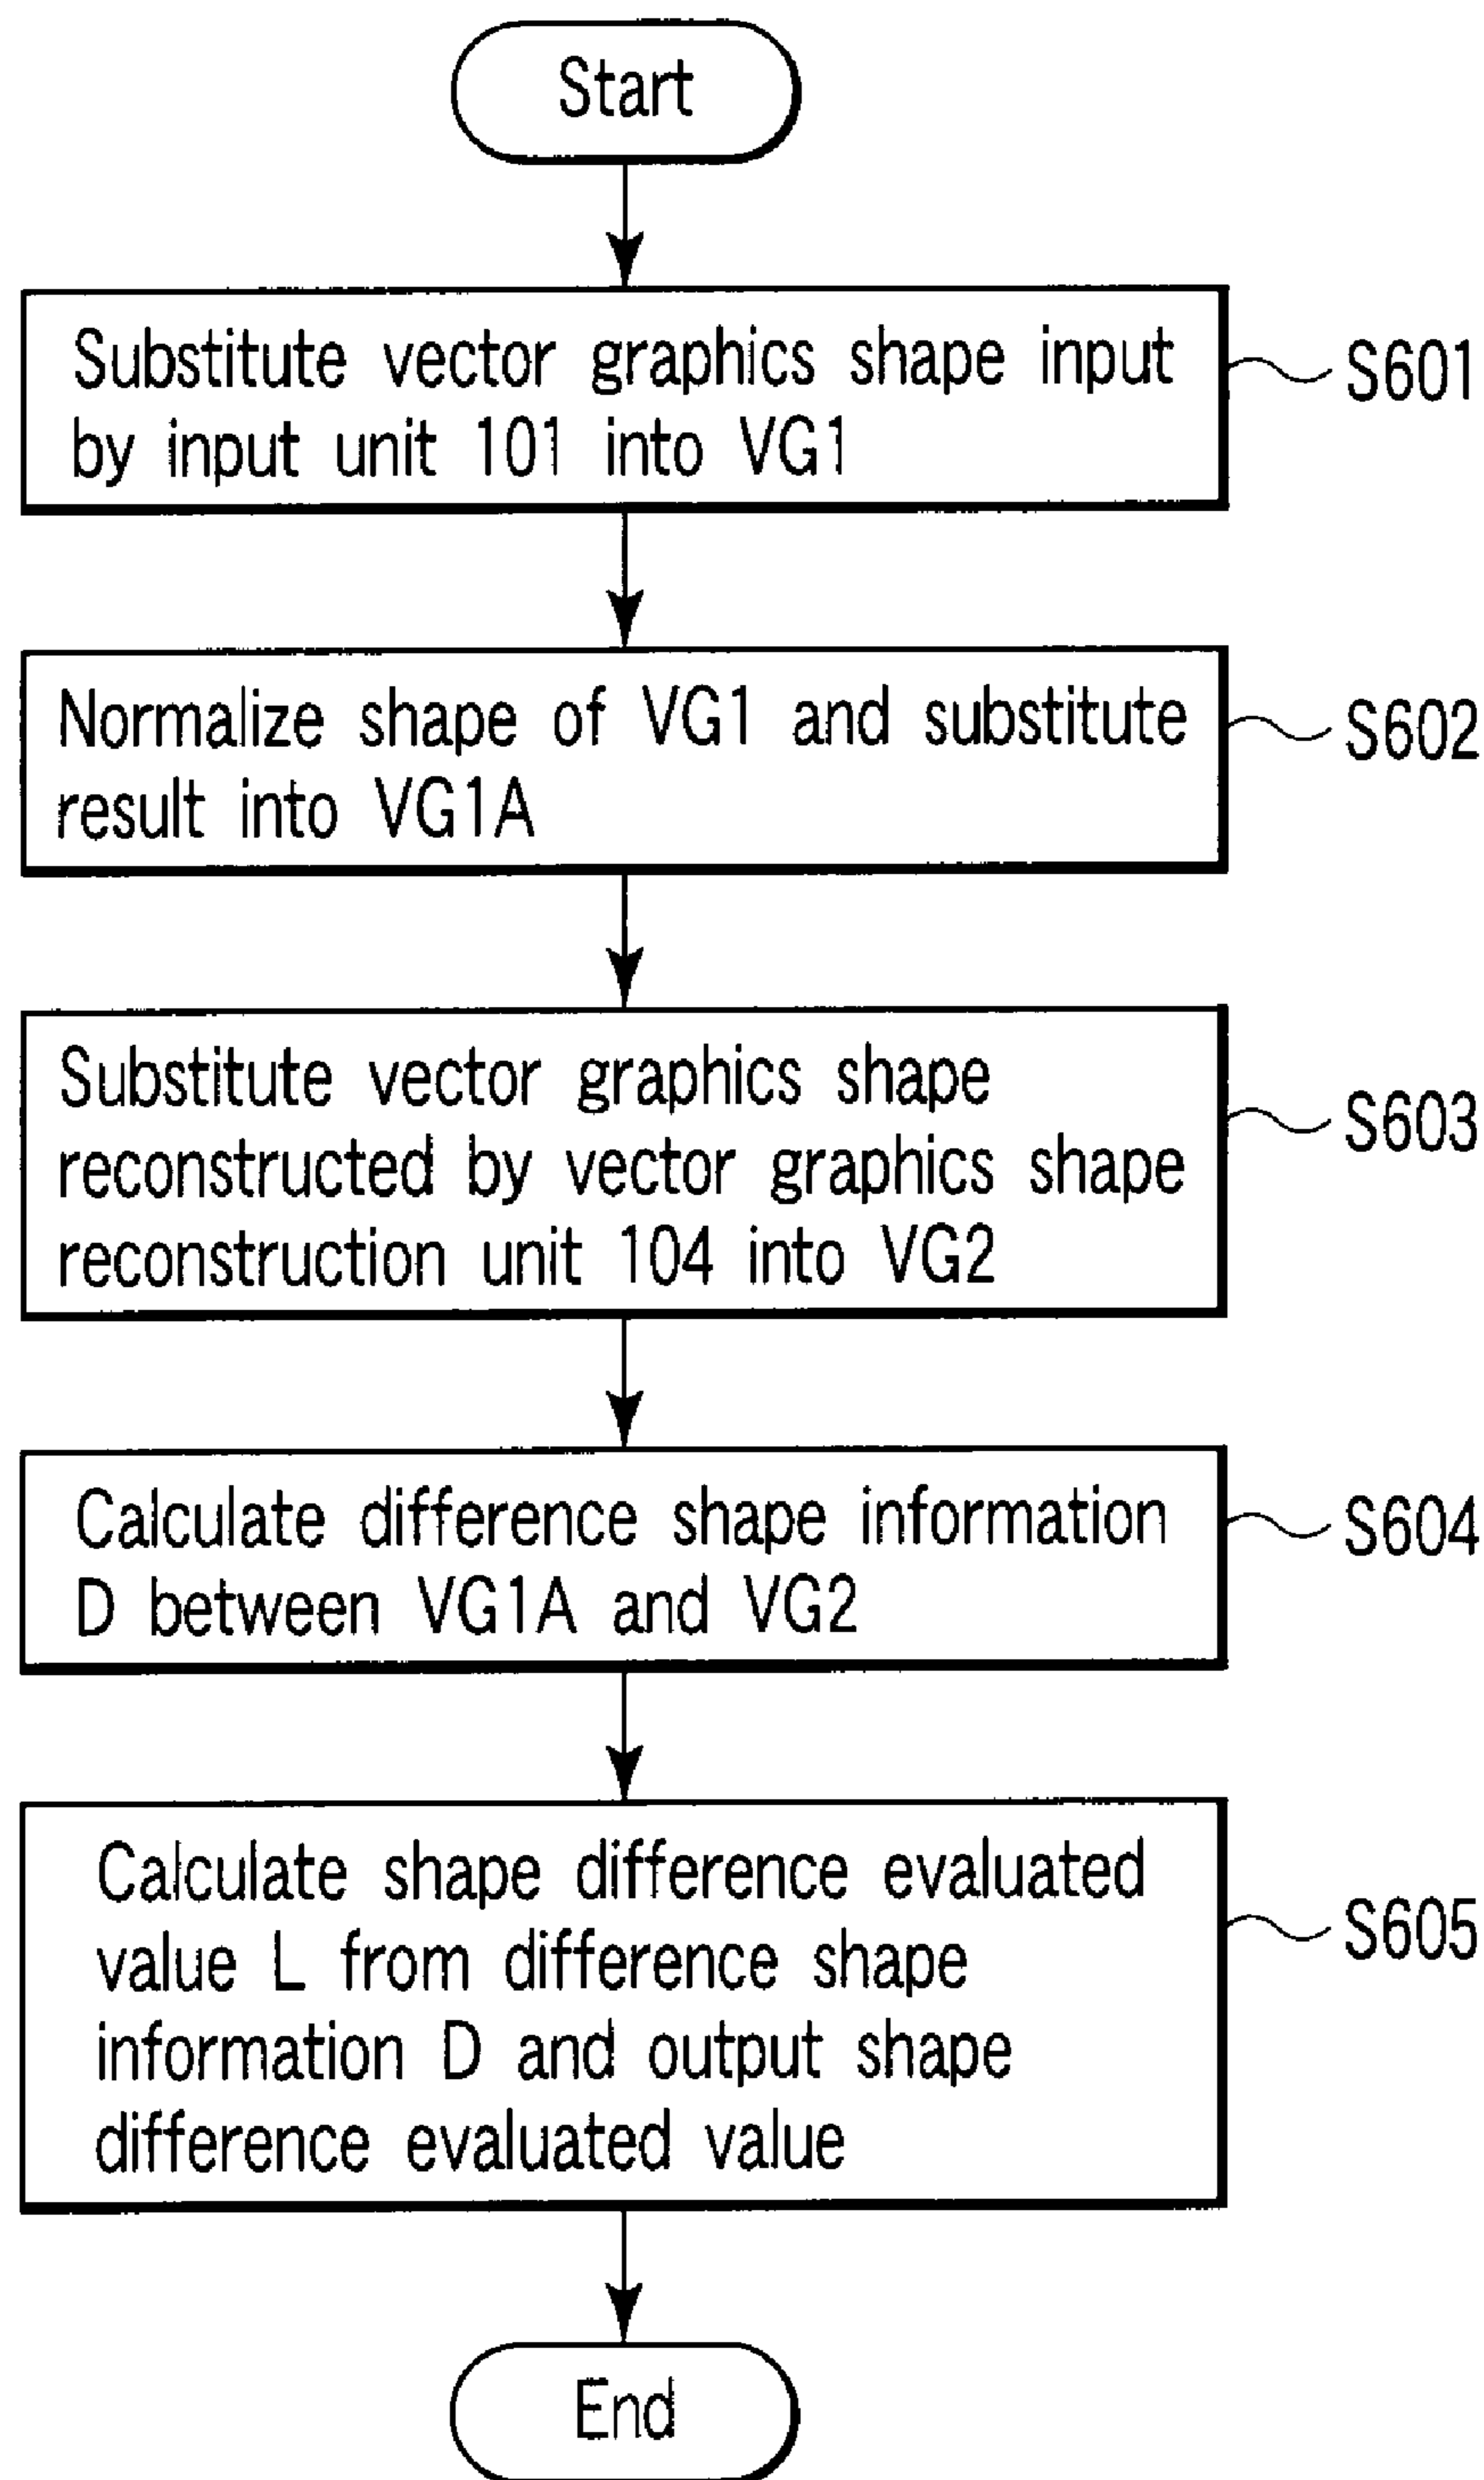 Start
Substitute vector graphics shape input
by input unit 101 into VG1
S601
Normalize shape of VG1 and substitute
result into VG1A
S602
Substitute vector graphics shape
reconstructed by vector graphics shape
reconstruction unit 104 into VG2
S603
Calculate difference shape information
D between VG1A and VG2
S604
Calculate shape difference evaluated
value L from difference shape
information D and output shape
difference evaluated value
S605
End